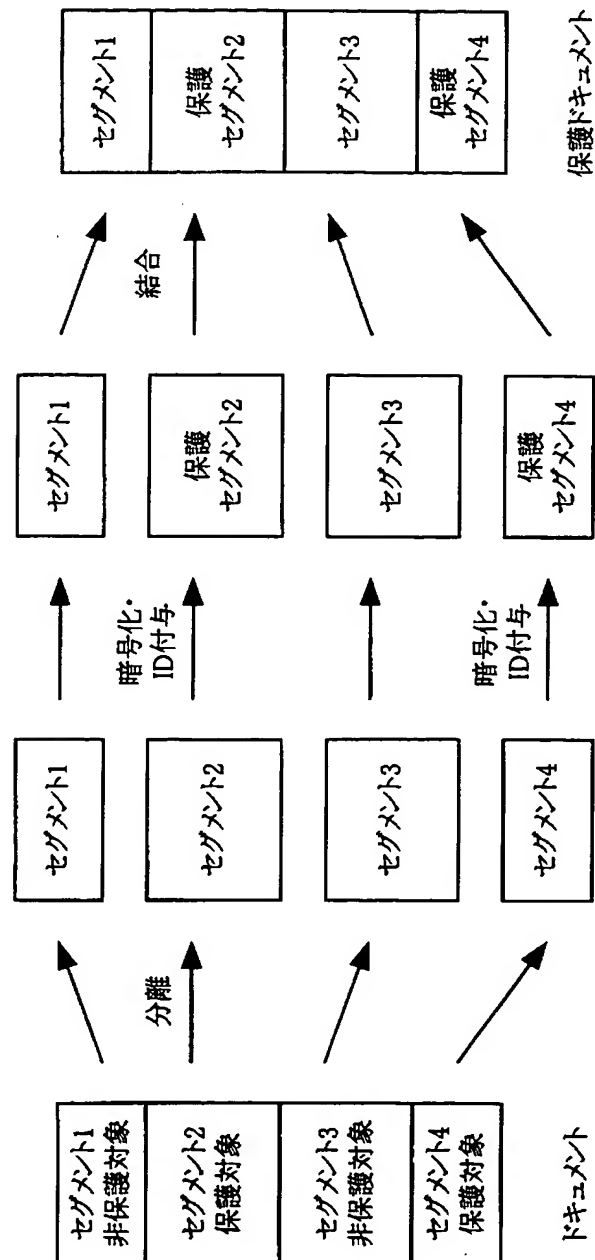 セグメント1
非保護対象
セグメント2
保護対象
セグメント3
非保護対象
セグメント4
保護対象
ドキュメント
分離
セグメント1
セグメント2
セグメント3
セグメント4
暗号化・
ID付与
暗号化・
ID付与
セグメント1
保護
セグメント2
セグメント3
保護
セグメント4
結合
セグメント1
保護
セグメント2
セグメント3
保護
セグメント4
保護ドキュメント